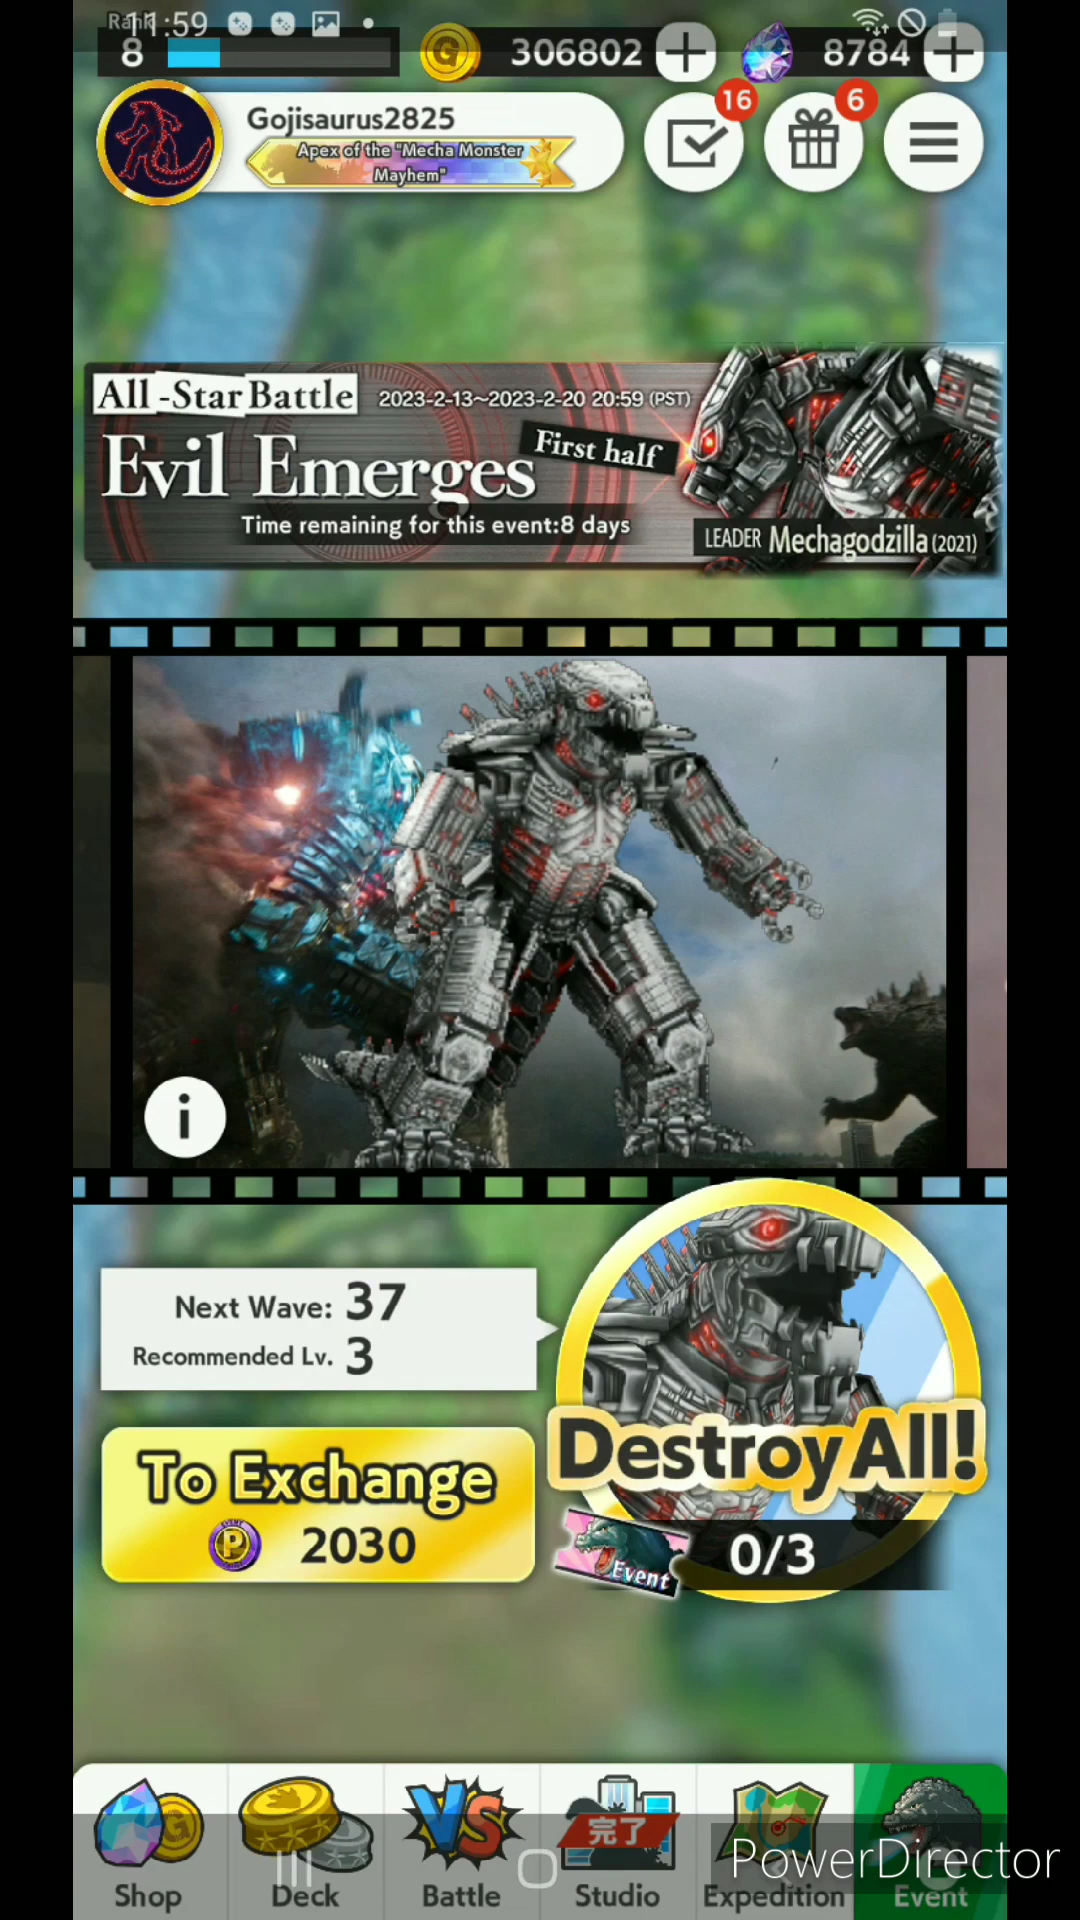 Rank
11:59
8
306802
8784
Gojisaurus2825
16
6
Apex of the "Mecha Monster
Mayhem"
All-Star Battle
2023-2-13~2023-2-20 20:59 (PST)
Evil Emerges
First half
Time remaining for this event:8 days
LEADER Mechagodzilla (2021)
i
Next Wave: 37
Recommended Lv. 3
Destroy All!
To Exchange
P 2030
Event
0/3
VS
完了
PowerDirector
Shop
Deck
Battle
Studio
Expedition
Event